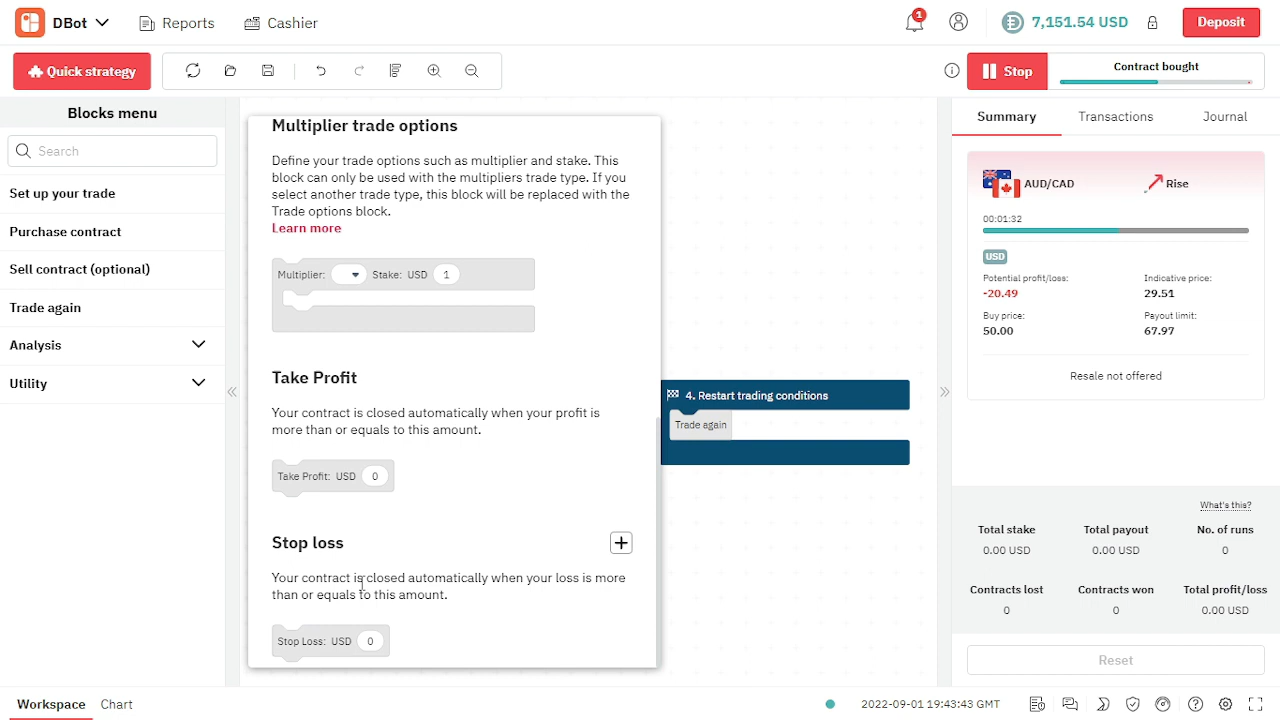 DBot
Reports
Cashier
1
7,151.54 USD
Deposit
Quick strategy
Stop
Contract bought
Blocks menu
Search
Set up your trade
Purchase contract
Sell contract (optional)
Trade again
Analysis
Utility
Multiplier trade options
Define your trade options such as multiplier and stake. This
block can only be used with the multipliers trade type. If you
select another trade type, this block will be replaced with the
Trade options block.
Learn more
Multiplier: Stake: USD 1
Take Profit
Your contract is closed automatically when your profit is
more than or equals to this amount.
Take Profit: USD 0
Stop loss
Your contract is closed automatically when your loss is more
than or equals to this amount.
Stop Loss: USD 0
4. Restart trading conditions
Trade again
Summary
Transactions
Journal
AUD/CAD
Rise
00:01:32
USD
Potential profit/loss: Indicative price:
-20.49 29.51
Buy price: Payout limit:
50.00 67.97
Resale not offered
What's this?
Total stake Total payout No. of runs
0.00 USD 0.00 USD 0
Contracts lost Contracts won Total profit/loss
0 0 0.00 USD
Reset
Workspace
Chart
2022-09-01 19:43:43 GMT